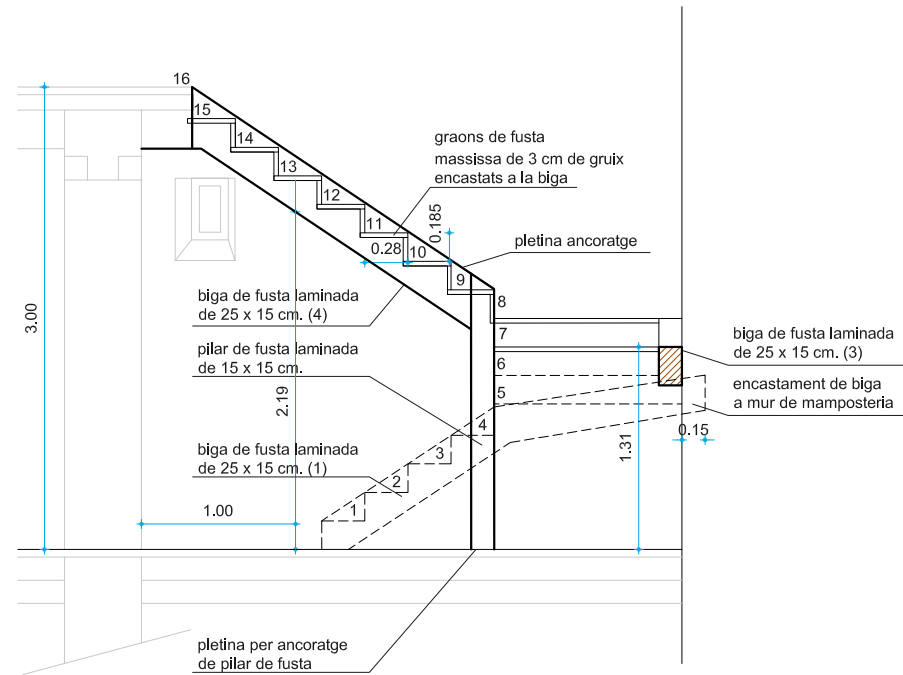 16
15
14
13
12
11
10
9
8
7
6
5
4
3
2
1
graons de fusta
massissa de 3 cm de gruix
encastats a la biga
0.185
0.28
pletina ancoratge
3.00
biga de fusta laminada
de 25 x 15 cm. (4)
pilar de fusta laminada
de 15 x 15 cm.
2.19
biga de fusta laminada
de 25 x 15 cm. (1)
1.00
biga de fusta laminada
de 25 x 15 cm. (3)
encastament de biga
a mur de mamposteria
0.15
1.31
pletina per ancoratge
de pilar de fusta